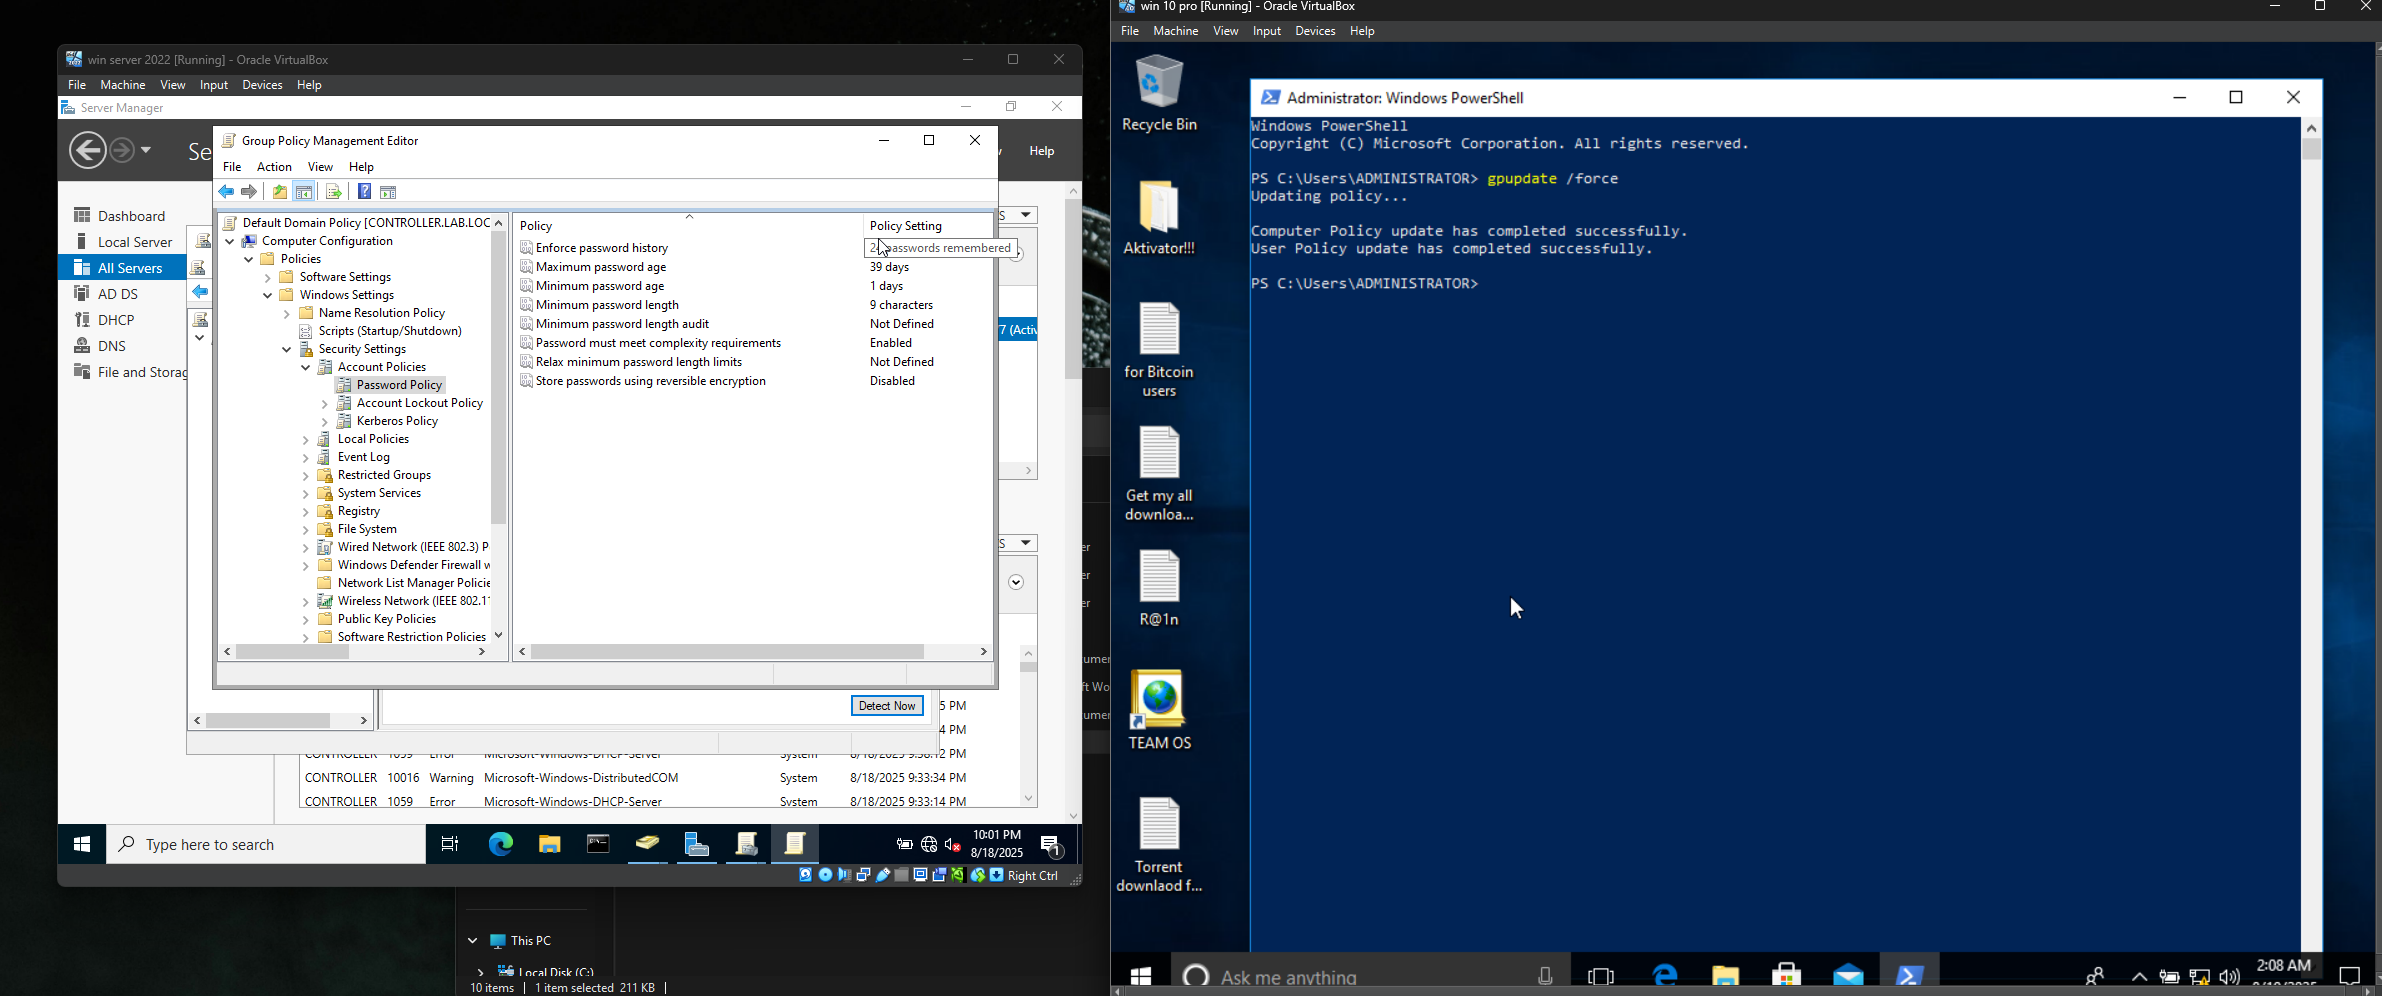 win server 2022 [Running] - Oracle VirtualBox
File Machine View Input Devices Help
Server Manager
Help
Dashboard
Local Server
All Servers
AD DS
DHCP
DNS
File and Storag
Group Policy Management Editor
File Action View Help
Default Domain Policy [CONTROLLER.LAB.LOC
Computer Configuration
Policies
Software Settings
Windows Settings
Name Resolution Policy
Scripts (Startup/Shutdown)
Security Settings
Account Policies
Password Policy
Account Lockout Policy
Kerberos Policy
Local Policies
Event Log
Restricted Groups
System Services
Registry
File System
Wired Network (IEEE 802.3) P
Windows Defender Firewall w
Network List Manager Policie
Wireless Network (IEEE 802.11
Public Key Policies
Software Restriction Policies
Policy Policy Setting
Enforce password history passwords remembered
Maximum password age 39 days
Minimum password age 1 days
Minimum password length 9 characters
Minimum password length audit Not Defined
Password must meet complexity requirements Enabled
Relax minimum password length limits Not Defined
Store passwords using reversible encryption Disabled
7 (Activ
Detect Now
5 PM
4 PM
CONTROLLER 1059 Error Microsoft-Windows-DHCP-Server System 2 PM
CONTROLLER 10016 Warning Microsoft-Windows-DistributedCOM System 8/18/2025 9:33:34 PM
CONTROLLER 1059 Error Microsoft-Windows-DHCP-Server System 8/18/2025 9:33:14 PM
Type here to search
10:01 PM
8/18/2025
1
Right Ctrl
This PC
Local Disk (C:)
10 items 1 item selected 211 KB
win 10 pro [Running] - Oracle VirtualBox
File Machine View Input Devices Help
Recycle Bin
Aktivator!!!
for Bitcoin
users
Get my all
downloa...
R@1n
TEAM OS
Torrent
downlaod f...
Administrator: Windows PowerShell
Windows PowerShell
Copyright (C) Microsoft Corporation. All rights reserved.
PS C:\Users\ADMINISTRATOR> gpupdate /force
Updating policy...
Computer Policy update has completed successfully.
User Policy update has completed successfully.
PS C:\Users\ADMINISTRATOR>
Ask me anything
2:08 AM